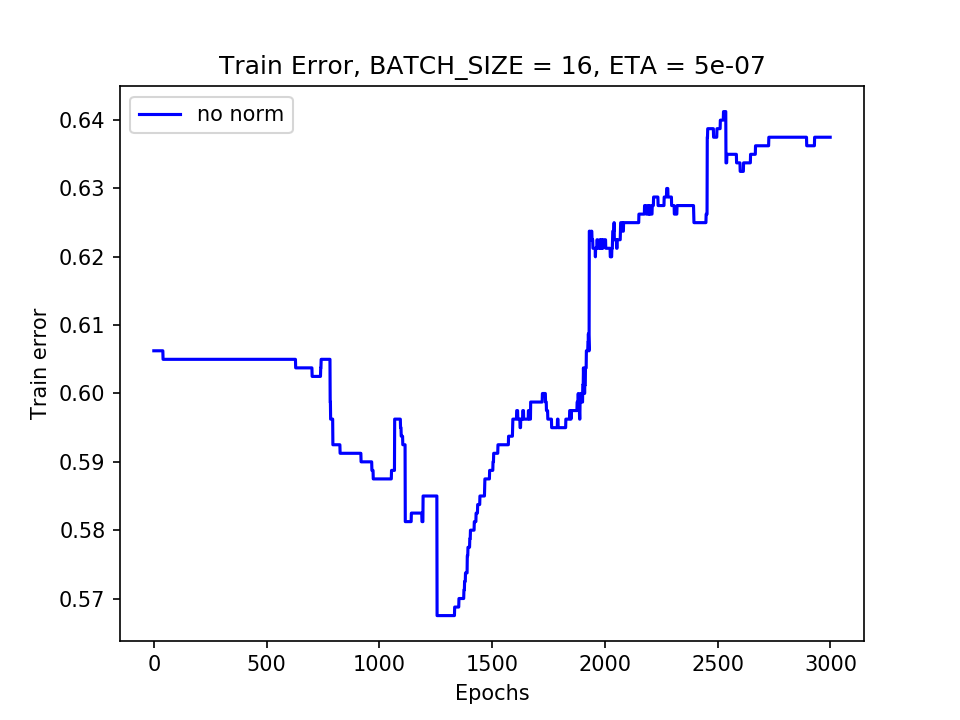 Train Error, BATCH_SIZE = 16, ETA = 5e-07
no norm
0.64
0.63
0.62
0.61
0.60
0.59
0.58
0.57
Train error
0 500 1000 1500 2000 2500 3000
Epochs